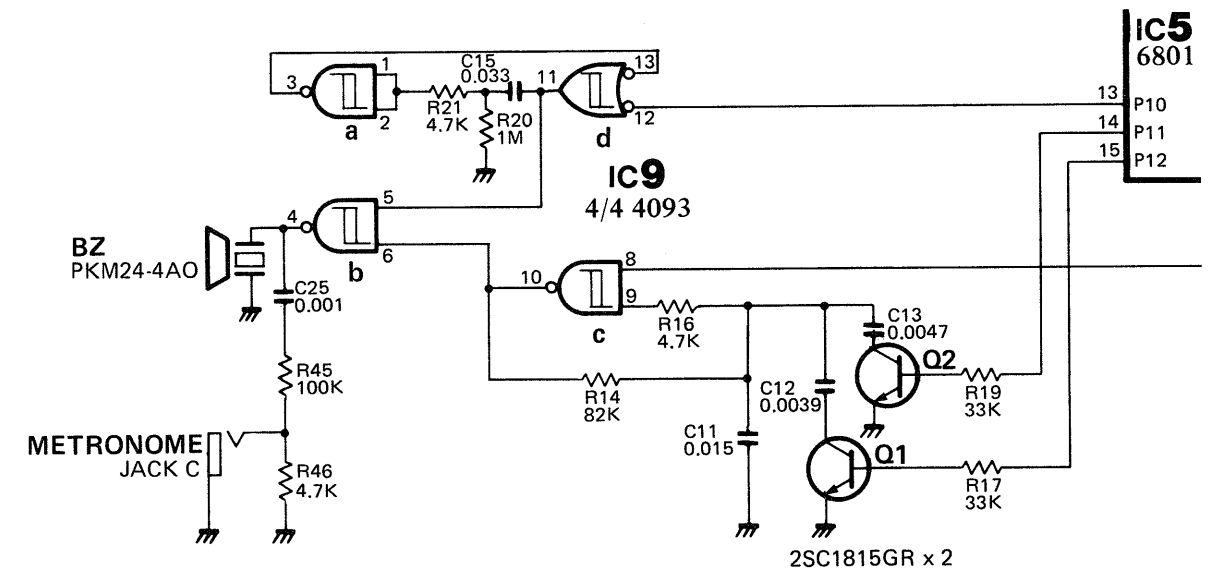 IC5
6801
13
P10
14
P11
15
P12
1
3
2
a
R21
4.7K
C15
0.033
R20
1M
11
13
12
d
IC9
4/4 4093
5
4
6
b
BZ
PKM24-4AO
C25
0.001
R45
100K
METRONOME
JACK C
R46
4.7K
8
10
9
c
R16
4.7K
R14
82K
C11
0.015
C12
0.0039
C13
0.0047
Q2
R19
33K
Q1
R17
33K
2SC1815GR x 2